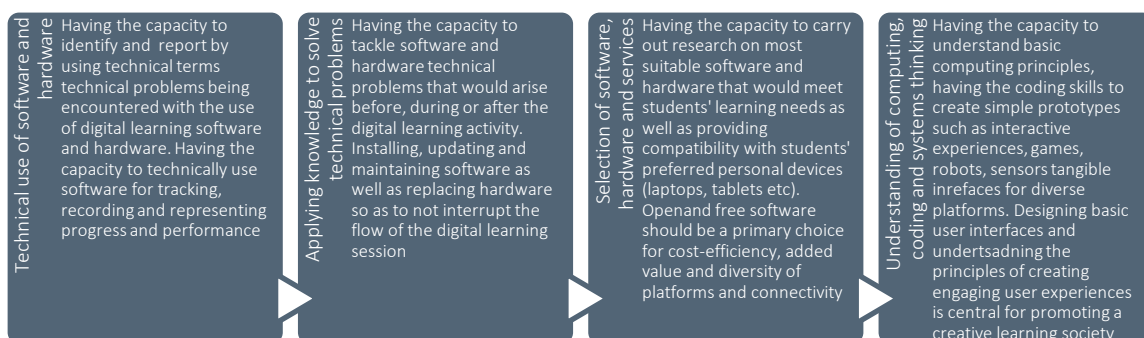 Technical use of software and
hardware
Having the capacity to
identify and report by
using technical terms
technical problems being
encountered with the use
of digital learning software
and hardware. Having the
capacity to technically use
software for tracking,
recording and representing
progress and performance
Applying knowledge to solve
technical problems
Having the capacity to
tackle software and
hardware technical
problems that would arise
before, during or after the
digital learning activity.
Installing, updating and
maintaining software as
well as replacing hardware
so as to not interrupt the
flow of the digital learning
session
Selection of software,
hardware and services
Having the capacity to carry
out research on most
suitable software and
hardware that would meet
students' learning needs as
well as providing
compatibility with students'
preferred personal devices
(laptops, tablets etc).
Openand free software
should be a primary choice
for cost-efficiency, added
value and diversity of
platforms and connectivity
Understanding of computing,
coding and systems thinking
Having the capacity to
understand basic
computing principles,
having the coding skills to
create simple prototypes
such as interactive
experiences, games,
robots, sensors tangible
inrefaces for diverse
platforms. Designing basic
user interfaces and
undertsadning the
principles of creating
engaging user experiences
is central for promoting a
creative learning society